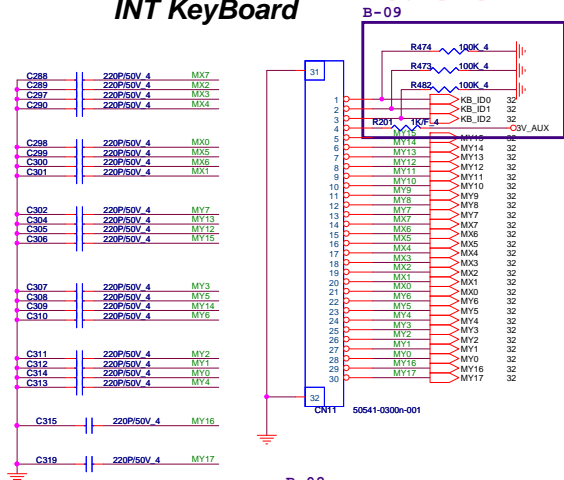 INT KeyBoard
B-09
R474 100K_4
R473 100K_4
R482 100K_4
C288 220P/50V_4 MX7
C289 220P/50V_4 MX2
C297 220P/50V_4 MX3
C290 220P/50V_4 MX4
C298 220P/50V_4 MX0
C299 220P/50V_4 MX5
C300 220P/50V_4 MX6
C301 220P/50V_4 MX1
C302 220P/50V_4 MY7
C304 220P/50V_4 MY13
C305 220P/50V_4 MY12
C306 220P/50V_4 MY15
C307 220P/50V_4 MY3
C308 220P/50V_4 MY5
C309 220P/50V_4 MY14
C310 220P/50V_4 MY6
C311 220P/50V_4 MY2
C312 220P/50V_4 MY1
C314 220P/50V_4 MY0
C313 220P/50V_4 MY4
C315 220P/50V_4 MY16
C319 220P/50V_4 MY17
31
1 KB_ID0 32
2 KB_ID1 32
3 KB_ID2 32
4 R201 1K/F_4 3V_AUX
5 MY15 MY15 32
6 MY14 MY14 32
7 MY13 MY13 32
8 MY12 MY12 32
9 MY11 MY11 32
10 MY10 MY10 32
11 MY9 MY9 32
12 MY8 MY8 32
13 MY7 MY7 32
14 MX7 MX7 32
15 MX6 MX6 32
16 MX5 MX5 32
17 MX4 MX4 32
18 MX3 MX3 32
19 MX2 MX2 32
20 MX1 MX1 32
21 MX0 MX0 32
22 MY6 MY6 32
23 MY5 MY5 32
24 MY4 MY4 32
25 MY3 MY3 32
26 MY2 MY2 32
27 MY1 MY1 32
28 MY0 MY0 32
29 MY16 MY16 32
30 MY17 MY17 32
32
CN11 50541-0300n-001